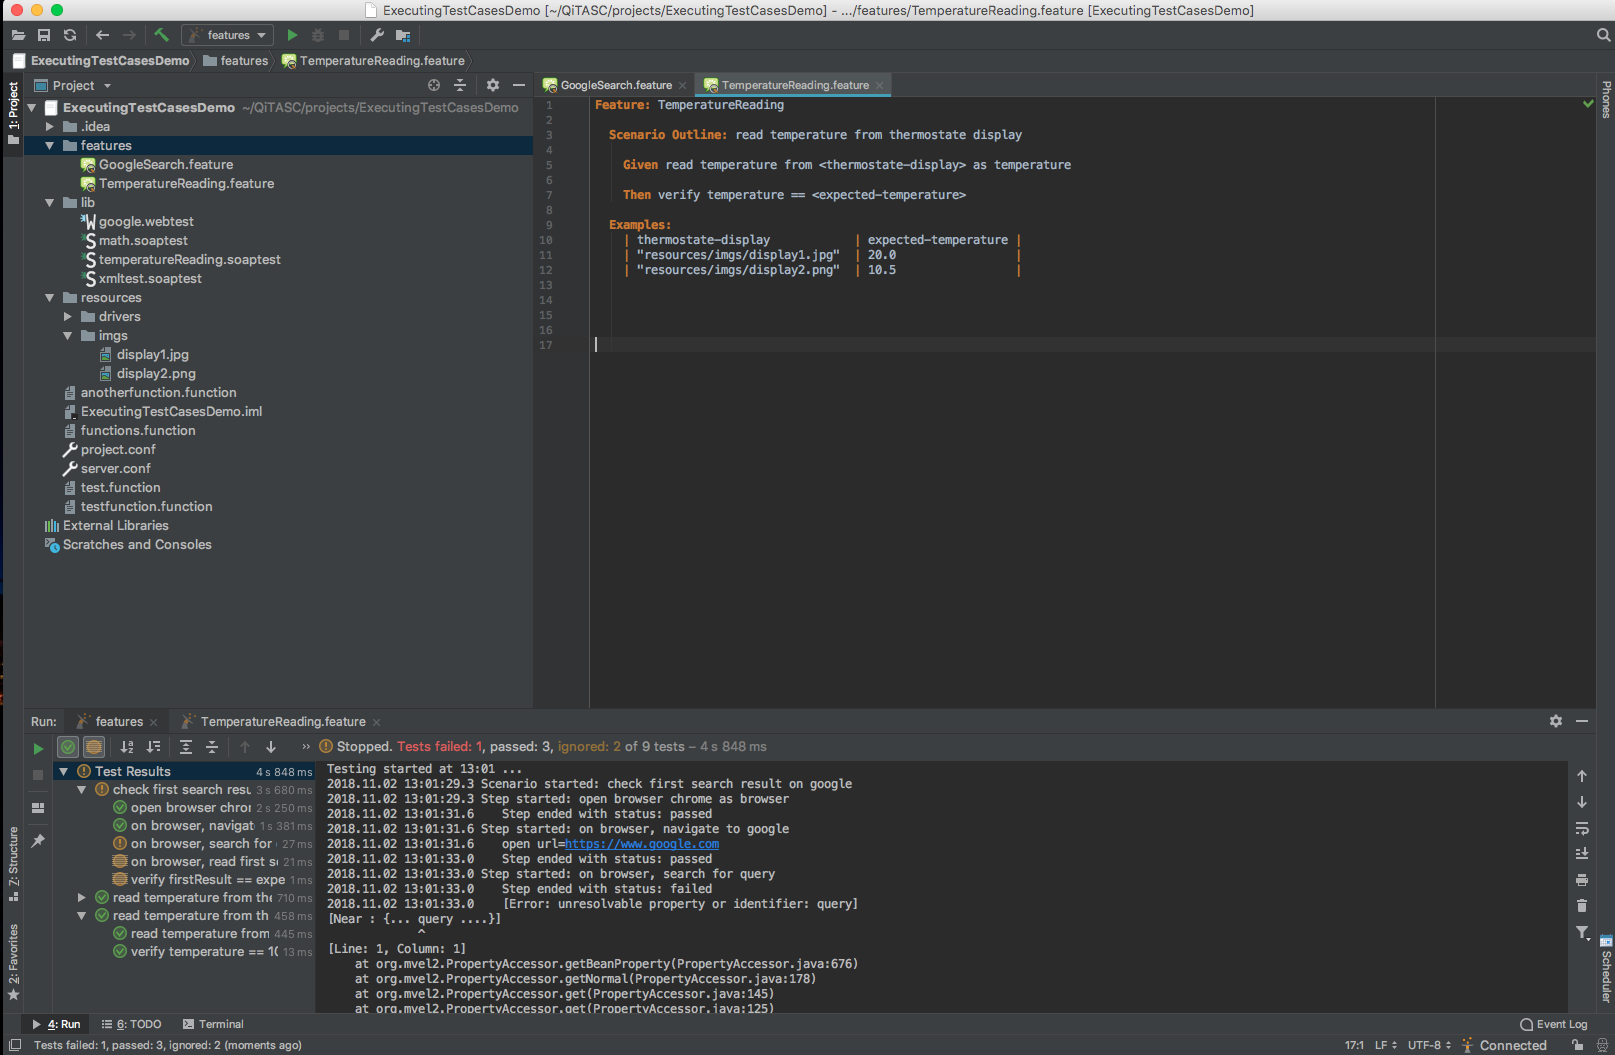 ExecutingTestCasesDemo [~/QiTASC/projects/ExecutingTestCasesDemo] - .../features/TemperatureReading.feature [ExecutingTestCasesDemo]
features
ExecutingTestCasesDemo features TemperatureReading.feature
1: Project
Project
ExecutingTestCasesDemo ~/QiTASC/projects/ExecutingTestCasesDemo
.idea
features
GoogleSearch.feature
TemperatureReading.feature
lib
google.webtest
math.soaptest
temperatureReading.soaptest
xmltest.soaptest
resources
drivers
imgs
display1.jpg
display2.png
anotherfunction.function
ExecutingTestCasesDemo.iml
functions.function
project.conf
server.conf
test.function
testfunction.function
External Libraries
Scratches and Consoles
GoogleSearch.feature TemperatureReading.feature
1 Feature: TemperatureReading
2
3 Scenario Outline: read temperature from thermostate display
4
5 Given read temperature from <thermostate-display> as temperature
6
7 Then verify temperature == <expected-temperature>
8
9 Examples:
10 | thermostate-display | expected-temperature |
11 | "resources/imgs/display1.jpg" | 20.0 |
12 | "resources/imgs/display2.png" | 10.5 |
13
14
15
16
17
Phones
Run: features TemperatureReading.feature
Stopped. Tests failed: 1, passed: 3, ignored: 2 of 9 tests – 4 s 848 ms
Test Results 4 s 848 ms
check first search resu 3 s 680 ms
open browser chror 2 s 250 ms
on browser, navigat 1 s 381 ms
on browser, search for 27 ms
on browser, read first se 21 ms
verify firstResult == expe 1 ms
read temperature from the 710 ms
read temperature from th 458 ms
read temperature from 445 ms
verify temperature == 10 13 ms
Testing started at 13:01 ...
2018.11.02 13:01:29.3 Scenario started: check first search result on google
2018.11.02 13:01:29.3 Step started: open browser chrome as browser
2018.11.02 13:01:31.6 Step ended with status: passed
2018.11.02 13:01:31.6 Step started: on browser, navigate to google
2018.11.02 13:01:31.6 open url=https://www.google.com
2018.11.02 13:01:33.0 Step ended with status: passed
2018.11.02 13:01:33.0 Step started: on browser, search for query
2018.11.02 13:01:33.0 Step ended with status: failed
2018.11.02 13:01:33.0 [Error: unresolvable property or identifier: query]
[Near : {... query ....}]
^
[Line: 1, Column: 1]
at org.mvel2.PropertyAccessor.getBeanProperty(PropertyAccessor.java:676)
at org.mvel2.PropertyAccessor.getNormal(PropertyAccessor.java:178)
at org.mvel2.PropertyAccessor.get(PropertyAccessor.java:145)
at org.mvel2.PropertyAccessor.get(PropertyAccessor.java:125)
7: Structure
2: Favorites
Scheduler
4: Run 6: TODO Terminal Event Log
Tests failed: 1, passed: 3, ignored: 2 (moments ago) 17:1 LF UTF-8 Connected